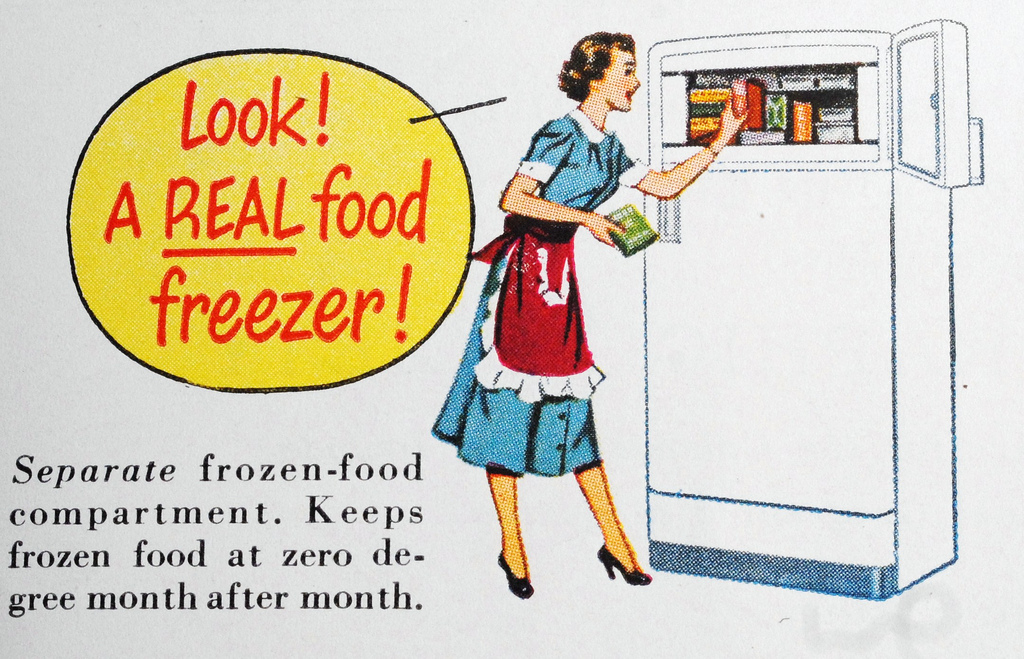 Look!
A REAL food
freezer!
Separate frozen-food
compartment. Keeps
frozen food at zero de-
gree month after month.